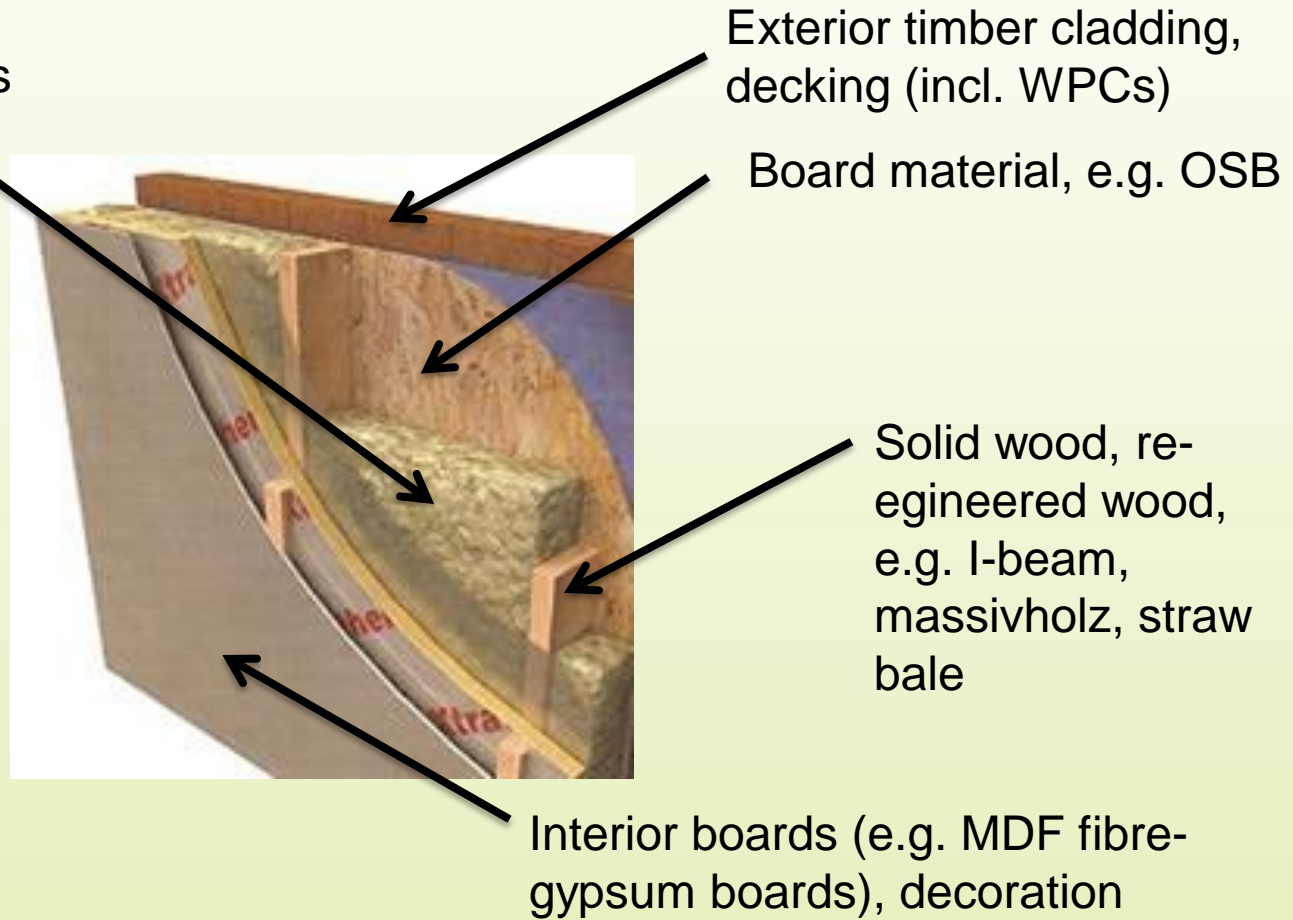 Exterior timber cladding,
decking (incl. WPCs)
s
Board material, e.g. OSB
Solid wood, re-
egineered wood,
e.g. I-beam,
massivholz, straw
bale
Interior boards (e.g. MDF fibre-
gypsum boards), decoration
Xtra